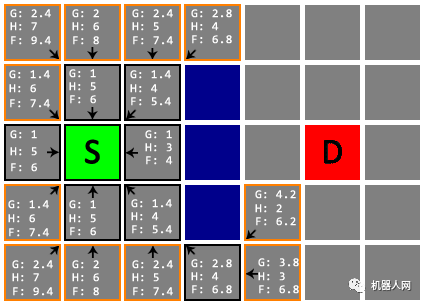 G: 2.4
H: 7
F: 9.4
G: 2
H: 6
F: 8
G: 2.4
H: 5
F: 7.4
G: 2.8
H: 4
F: 6.8
G: 1.4
H: 6
F: 7.4
G: 1
H: 5
F: 6
G: 1.4
H: 4
F: 5.4
G: 1
H: 5
F: 6
S
G: 1
H: 3
F: 4
D
G: 1.4
H: 6
F: 7.4
G: 1
H: 5
F: 6
G: 1.4
H: 4
F: 5.4
G: 4.2
H: 2
F: 6.2
G: 2.4
H: 7
F: 9.4
G: 2
H: 6
F: 8
G: 2.4
H: 5
F: 7.4
G: 2.8
H: 4
F: 6.8
G: 3.8
H: 3
F: 6.8
机器人网